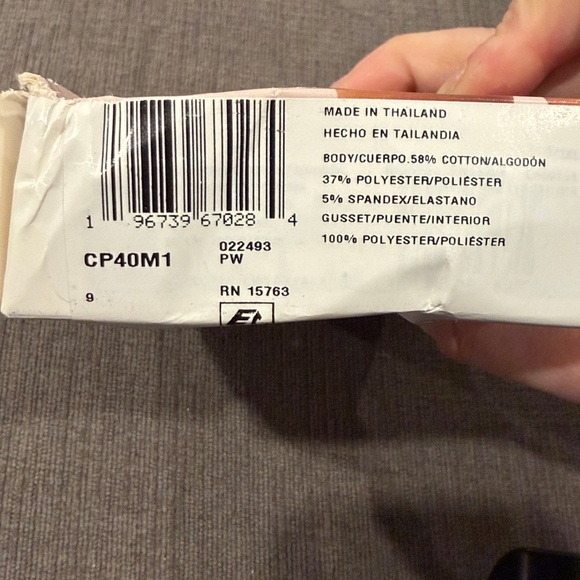 1 96739 67028 4
CP40M1
022493
PW
9
RN 15763
MADE IN THAILAND
HECHO EN TAILANDIA
BODY/CUERPO.58% COTTON/ALGODÓN
37% POLYESTER/POLIÉSTER
5% SPANDEX/ELASTANO
GUSSET/PUENTE/INTERIOR
100% POLYESTER/POLIÉSTER